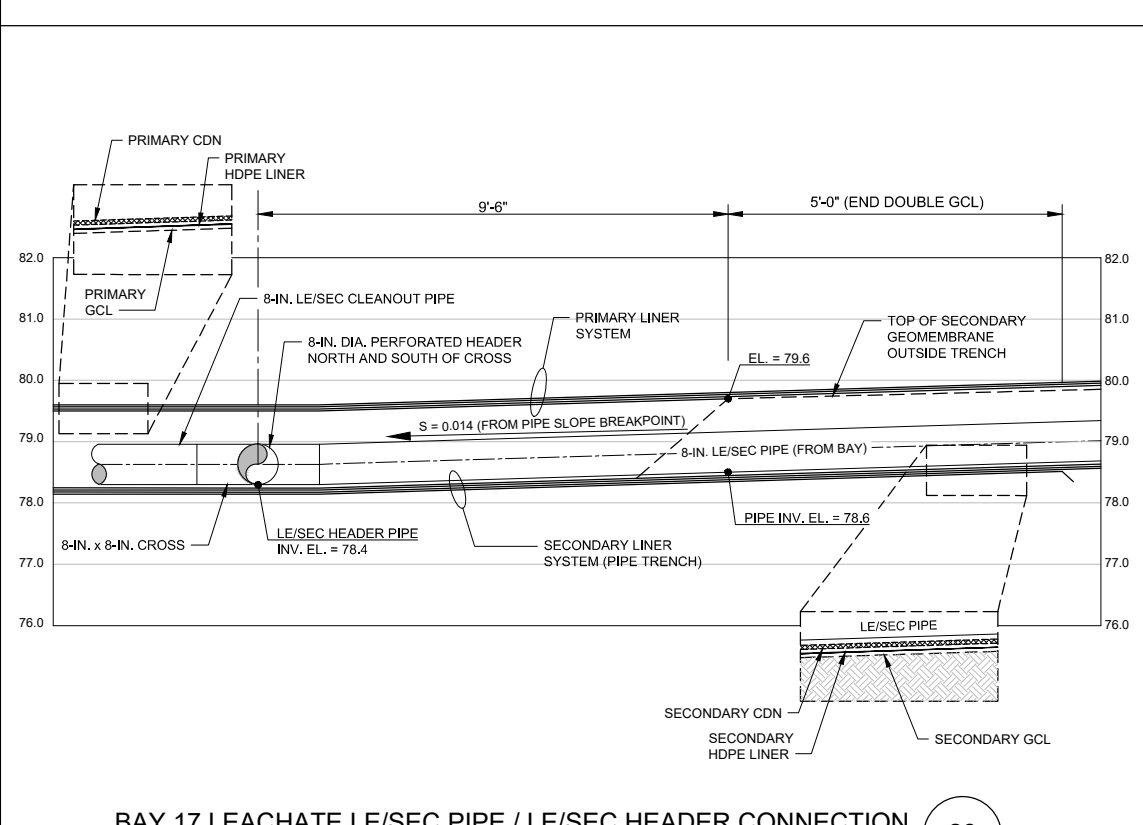 PRIMARY CDN
PRIMARY
HDPE LINER
9'-6"
5'-0" (END DOUBLE GCL)
82.0
82.0
PRIMARY
GCL
8-IN. LE/SEC CLEANOUT PIPE
81.0
81.0
8-IN. DIA. PERFORATED HEADER
NORTH AND SOUTH OF CROSS
PRIMARY LINER
SYSTEM
TOP OF SECONDARY
GEOMEMBRANE
OUTSIDE TRENCH
EL. = 79.6
80.0
80.0
S = 0.014 (FROM PIPE SLOPE BREAKPOINT)
79.0
79.0
8-IN. LE/SEC PIPE (FROM BAY)
78.0
78.0
PIPE INV. EL. = 78.6
LE/SEC HEADER PIPE
INV. EL. = 78.4
8-IN. x 8-IN. CROSS
SECONDARY LINER
SYSTEM (PIPE TRENCH)
77.0
77.0
76.0
76.0
LE/SEC PIPE
SECONDARY CDN
SECONDARY
HDPE LINER
SECONDARY GCL
BAY 17 LEACHATE LE/SEC PIPE / LE/SEC HEADER CONNECTION